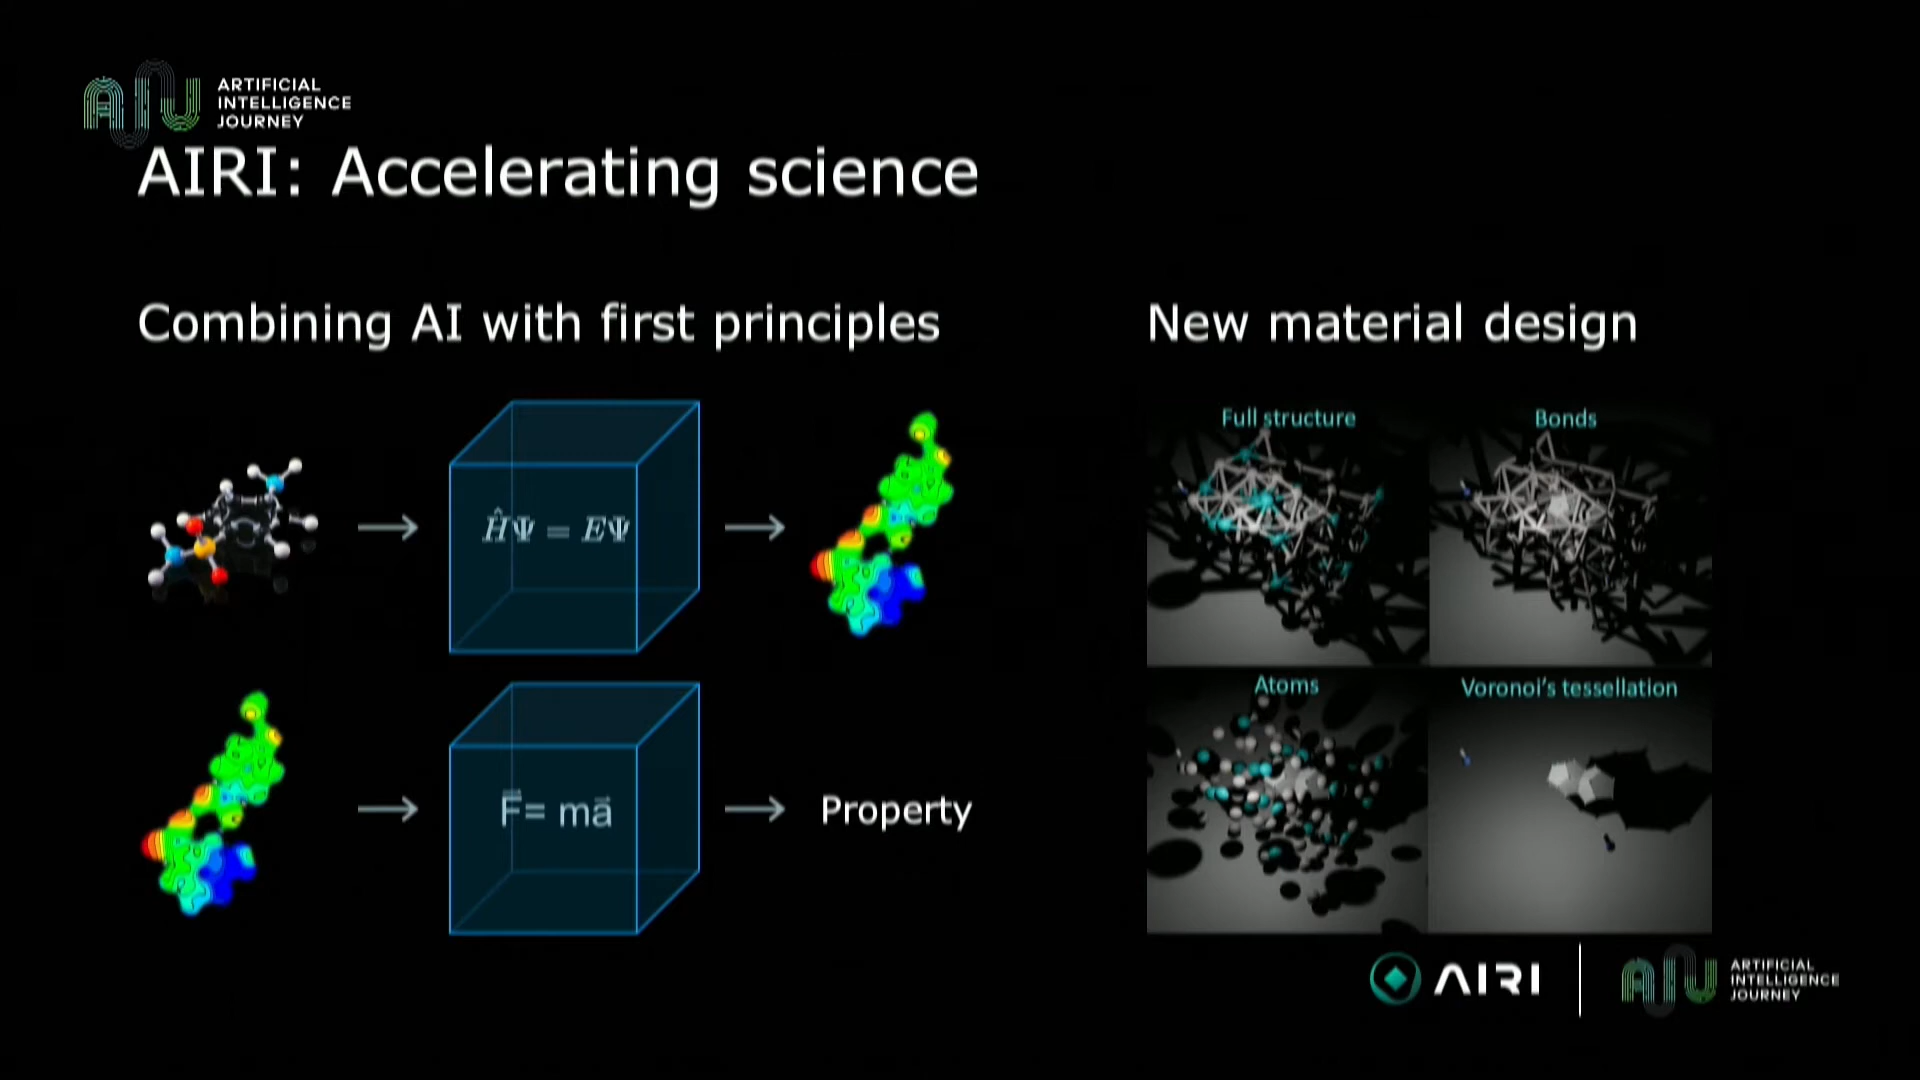 ARTIFICIAL
INTELLIGENCE
JOURNEY
AIRI: Accelerating science
Combining AI with first principles
New material design
Full structure
Bonds
ĤΨ = EΨ
Atoms
Voronoi's tessellation
F⃗= ma⃗
Property
AIRI
ARTIFICIAL
INTELLIGENCE
JOURNEY